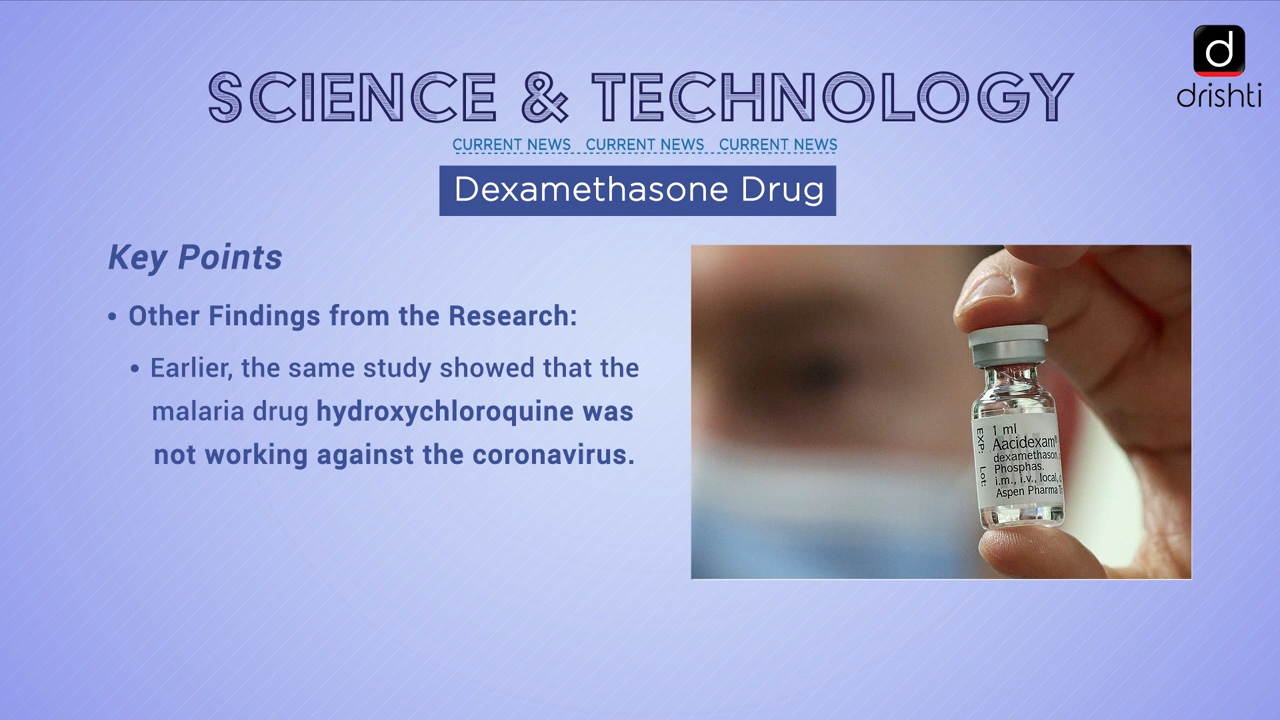 d
drishti
SCIENCE & TECHNOLOGY
CURRENT NEWS CURRENT NEWS CURRENT NEWS
Dexamethasone Drug
Key Points
• Other Findings from the Research:
• Earlier, the same study showed that the
malaria drug hydroxychloroquine was
not working against the coronavirus.
EXP: Lot:
1 ml
Aacidexam®
dexamethason
Phosphas.
i.m., i.v., local,
Aspen Pharma